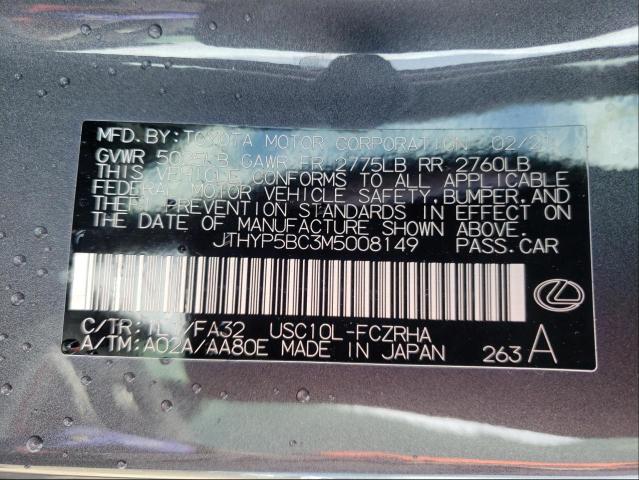 MFD. BY: TOYOTA MOTOR CORPORATION 02/21
GVWR LB GAWR FR 2775LB RR 2760LB
THIS VEHICLE CONFORMS TO ALL APPLICABLE
FEDERAL MOTOR VEHICLE SAFETY, BUMPER, AND
THEFT PREVENTION STANDARDS IN EFFECT ON
THE DATE OF MANUFACTURE SHOWN ABOVE.
JTHYP5BC3M5008149 PASS. CAR
C/TR: /FA32 USC10L-FCZRHA
A/TM: A02A/AA80E MADE IN JAPAN 263 A